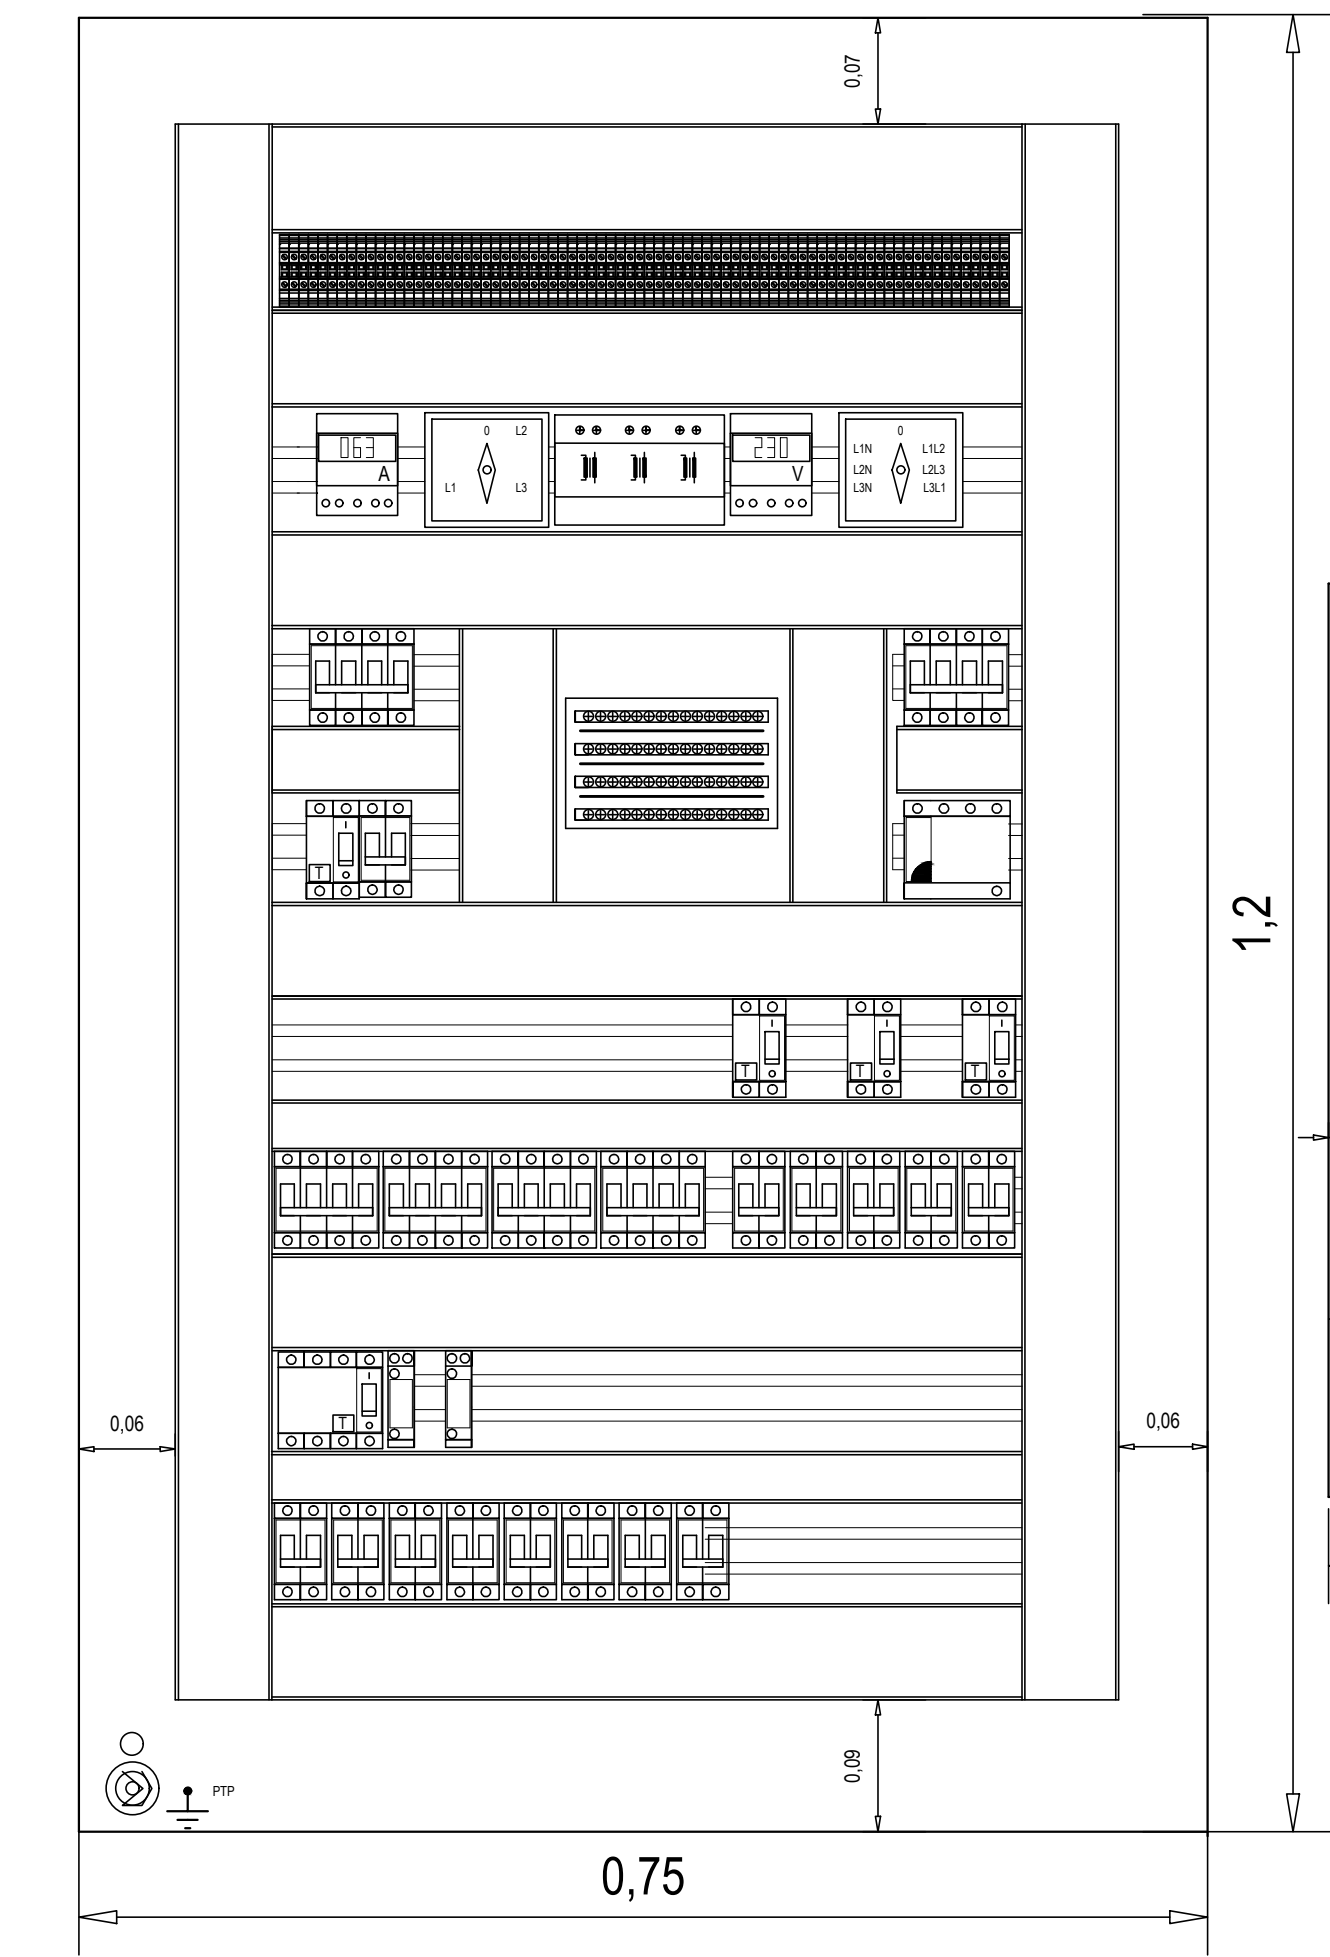 0,07
0 L2
063
A
L1 L3
230
V
0
L1N L1L2
L2N L2L3
L3N L3L1
I
T
1,2
I I I
T T T
I
T
0,06
0,06
0,09
PTP
0,75